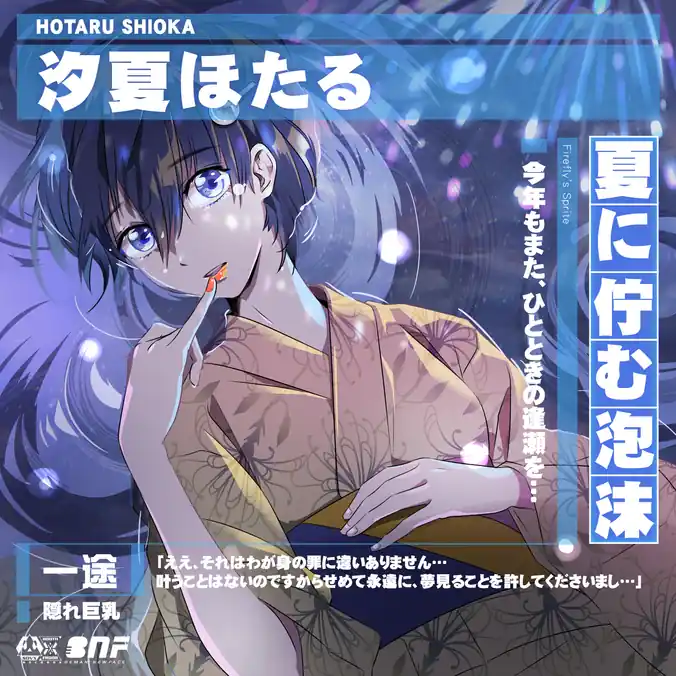 HOTARU SHIOKA
汐夏ほたる
夏に佇む泡沫
Firefly's Sprite
今年もまた、ひとときの逢瀬を…
一途
隠れ巨乳
「ええ、それはわが身の罪に違いありません…
叶うことはないのですからせめて永遠に、夢見ることを許してくださいまし…」
BNF